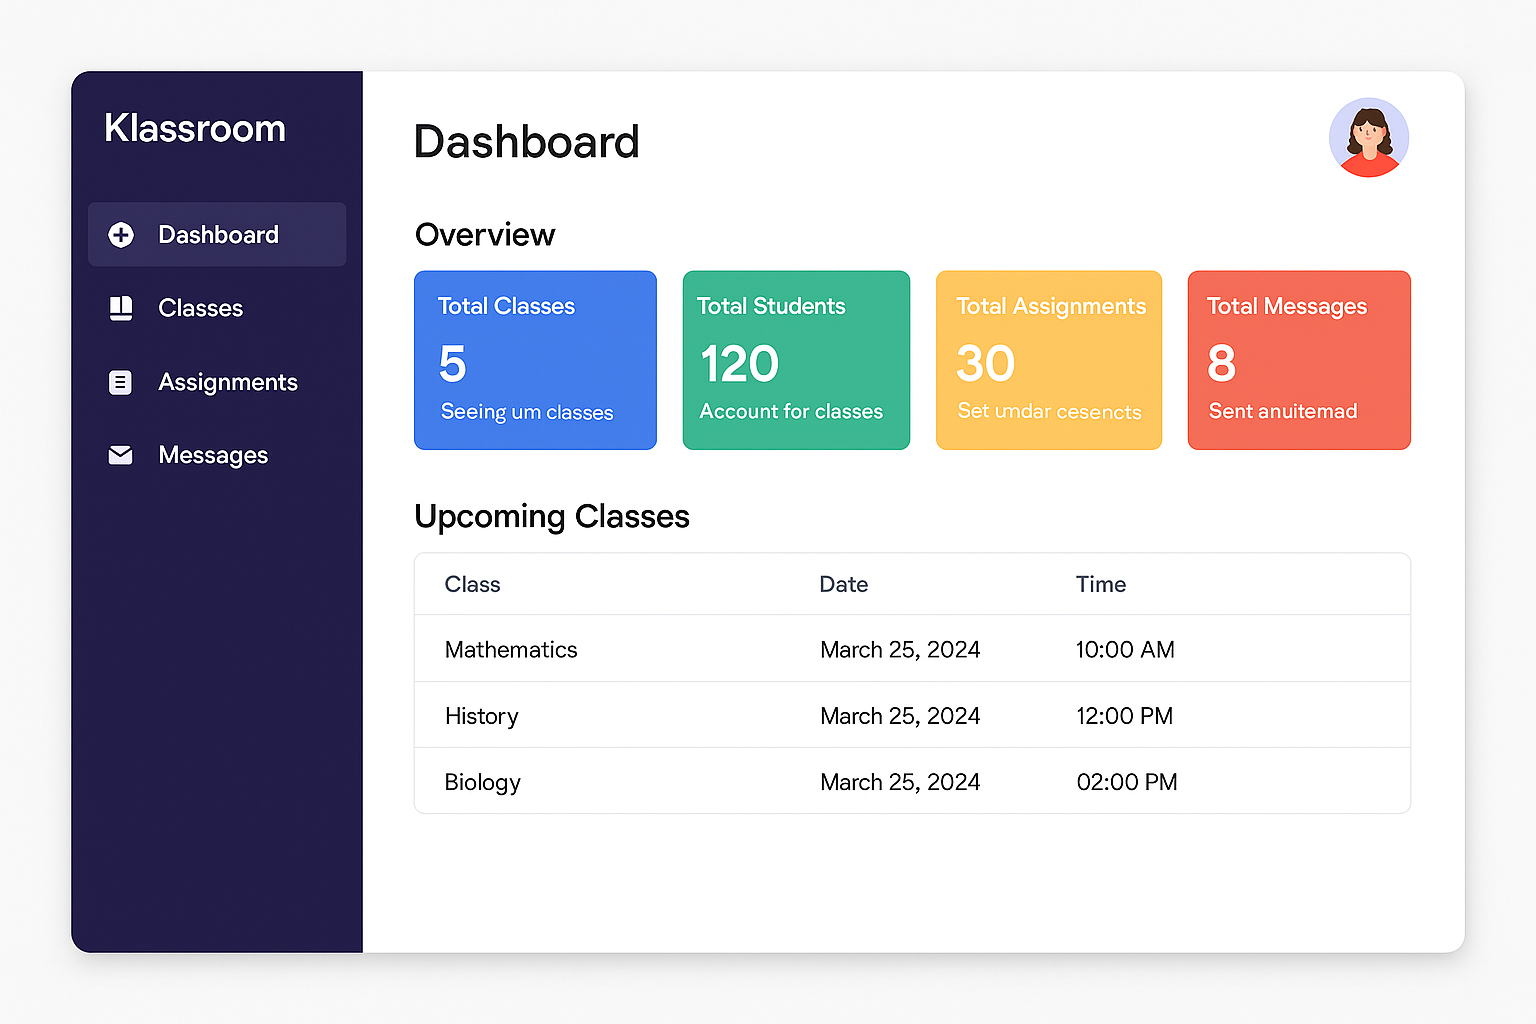 Klassroom
Dashboard
Classes
Assignments
Messages
Dashboard
Overview
Total Classes
5
Seeing um classes
Total Students
120
Account for classes
Total Assignments
30
Set umdar cesencts
Total Messages
8
Sent anuitemad
Upcoming Classes
Class Date Time
Mathematics March 25, 2024 10:00 AM
History March 25, 2024 12:00 PM
Biology March 25, 2024 02:00 PM